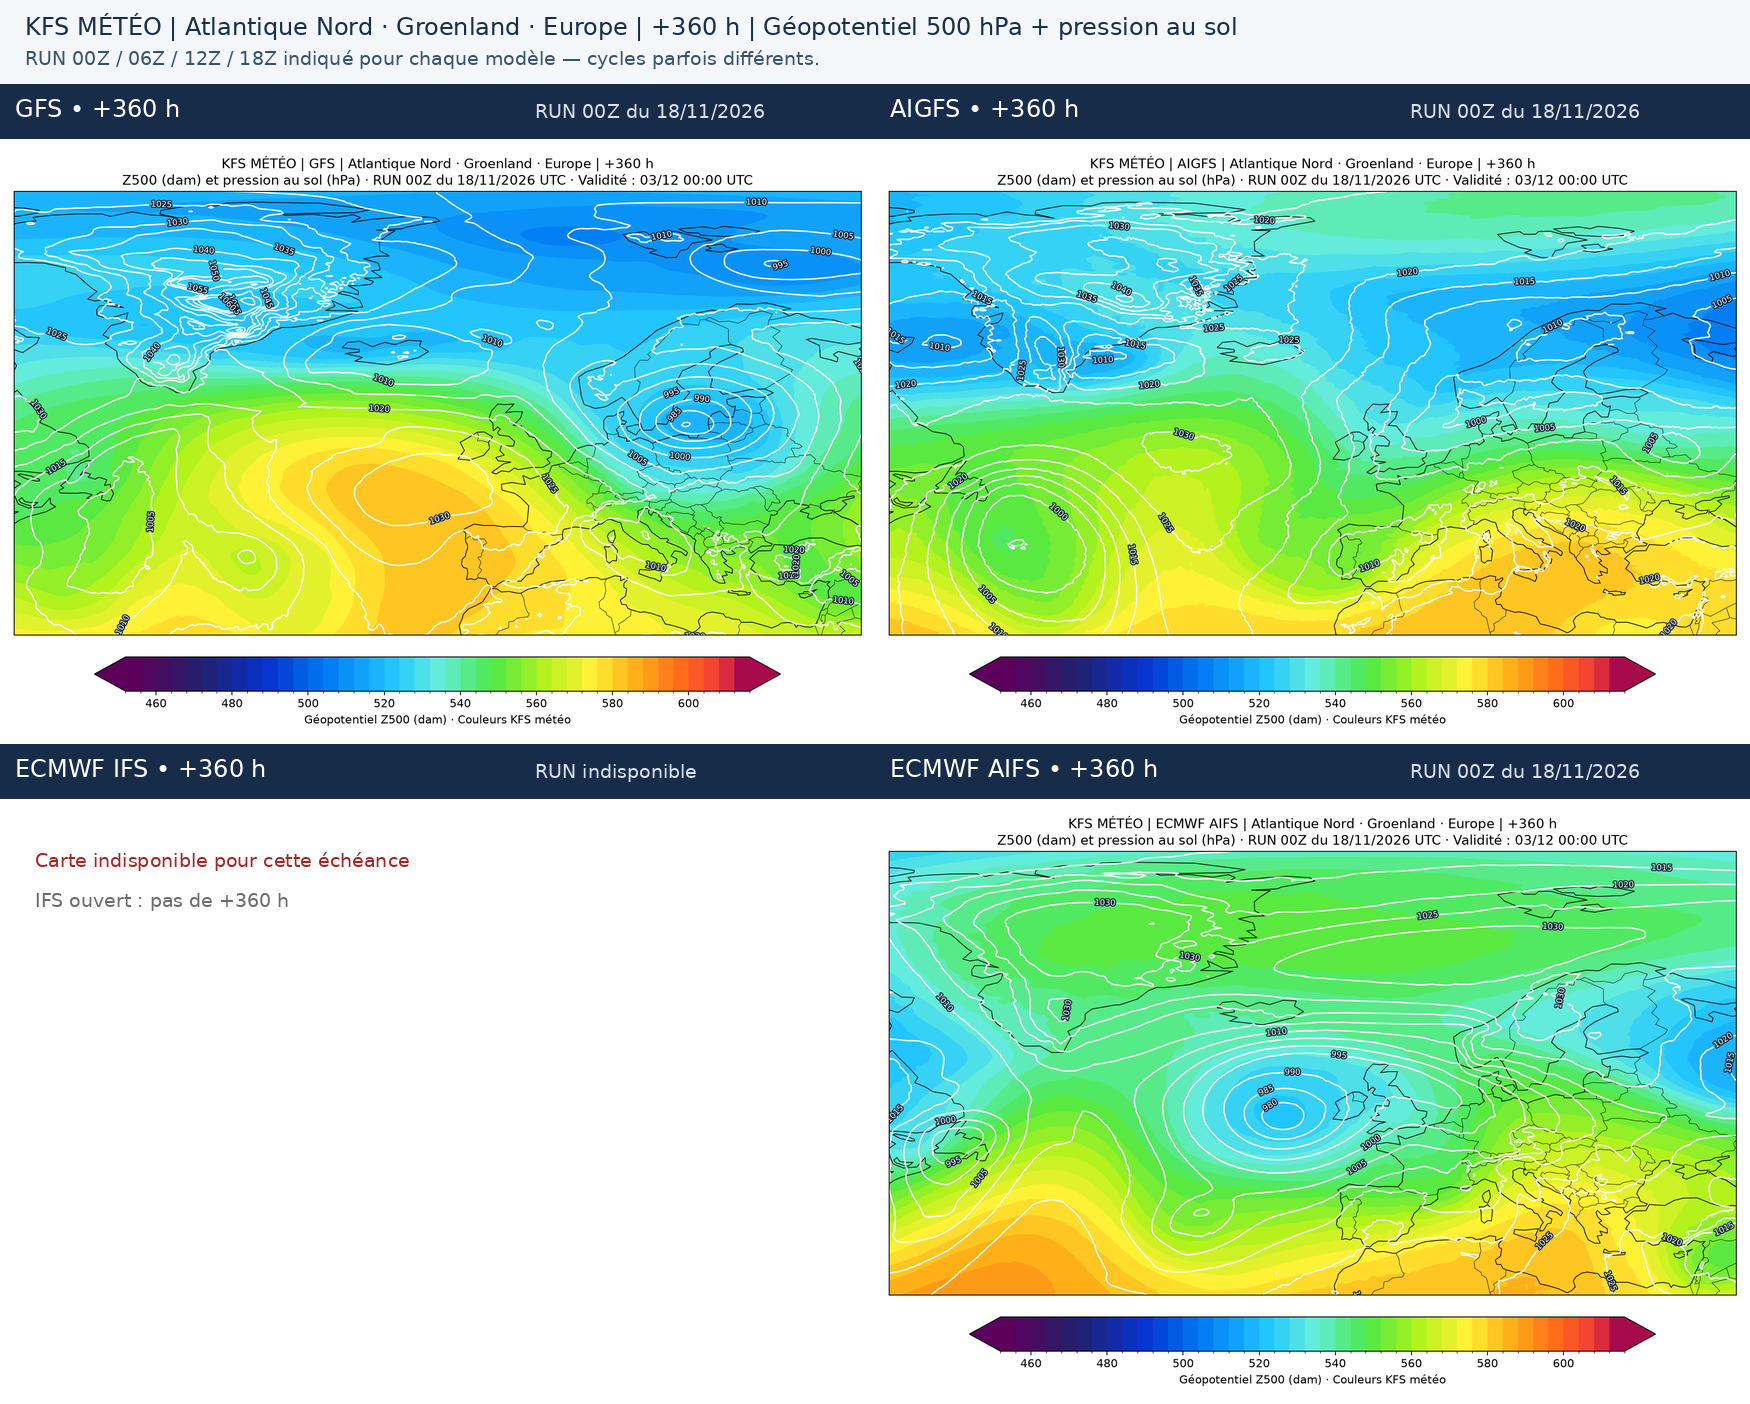 KFS MÉTÉO | Atlantique Nord · Groenland · Europe | +360 h | Géopotentiel 500 hPa + pression au sol
RUN 00Z / 06Z / 12Z / 18Z indiqué pour chaque modèle — cycles parfois différents.
GFS • +360 h
RUN 00Z du 18/11/2026
KFS MÉTÉO | GFS | Atlantique Nord · Groenland · Europe | +360 h
Z500 (dam) et pression au sol (hPa) · RUN 00Z du 18/11/2026 UTC · Validité : 03/12 00:00 UTC
460 480 500 520 540 560 580 600
Géopotentiel Z500 (dam) · Couleurs KFS météo
AIGFS • +360 h
RUN 00Z du 18/11/2026
KFS MÉTÉO | AIGFS | Atlantique Nord · Groenland · Europe | +360 h
Z500 (dam) et pression au sol (hPa) · RUN 00Z du 18/11/2026 UTC · Validité : 03/12 00:00 UTC
460 480 500 520 540 560 580 600
Géopotentiel Z500 (dam) · Couleurs KFS météo
ECMWF IFS • +360 h
RUN indisponible
Carte indisponible pour cette échéance
IFS ouvert : pas de +360 h
ECMWF AIFS • +360 h
RUN 00Z du 18/11/2026
KFS MÉTÉO | ECMWF AIFS | Atlantique Nord · Groenland · Europe | +360 h
Z500 (dam) et pression au sol (hPa) · RUN 00Z du 18/11/2026 UTC · Validité : 03/12 00:00 UTC
460 480 500 520 540 560 580 600
Géopotentiel Z500 (dam) · Couleurs KFS météo